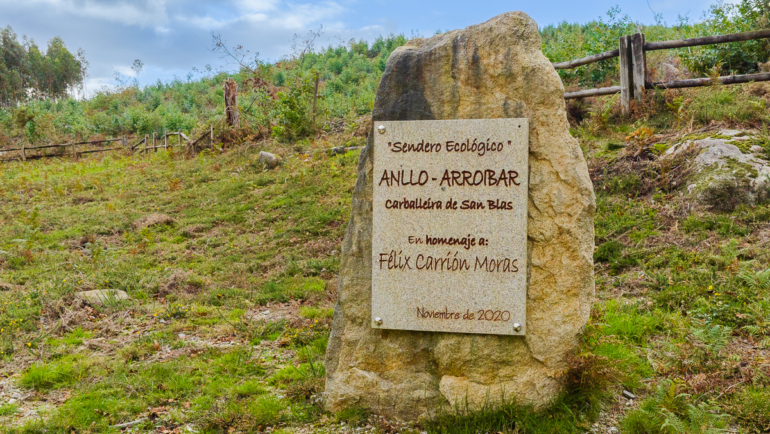 "Sendero Ecológico"
ANLLO - ARROIBAR
Carballeira de San Blas
En homenaje a:
Félix Carrión Moras
Noviembre de 2020